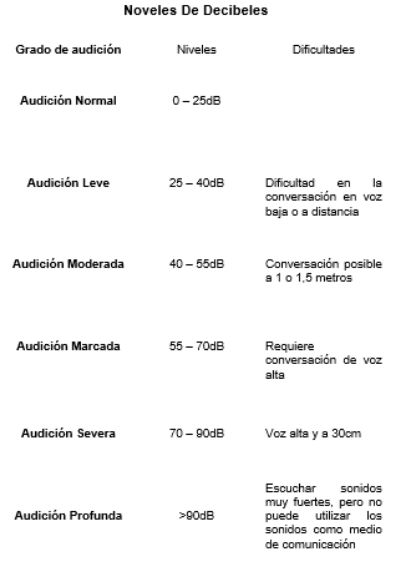 Noveles De Decibeles
Grado de audición Niveles Dificultades
Audición Normal 0 – 25dB
Audición Leve 25 – 40dB Dificultad en la
conversación en voz
baja o a distancia
Audición Moderada 40 – 55dB Conversación posible
a 1 o 1,5 metros
Audición Marcada 55 – 70dB Requiere
conversación de voz
alta
Audición Severa 70 – 90dB Voz alta y a 30cm
Audición Profunda >90dB Escuchar sonidos
muy fuertes, pero no
puede utilizar los
sonidos como medio
de comunicación